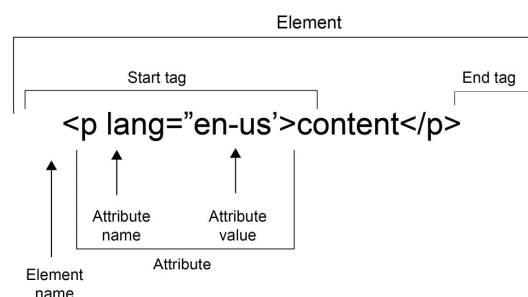 Element
Start tag
End tag
<p lang=”en-us’>content</p>
Attribute
name
Attribute
value
Attribute
Element
name